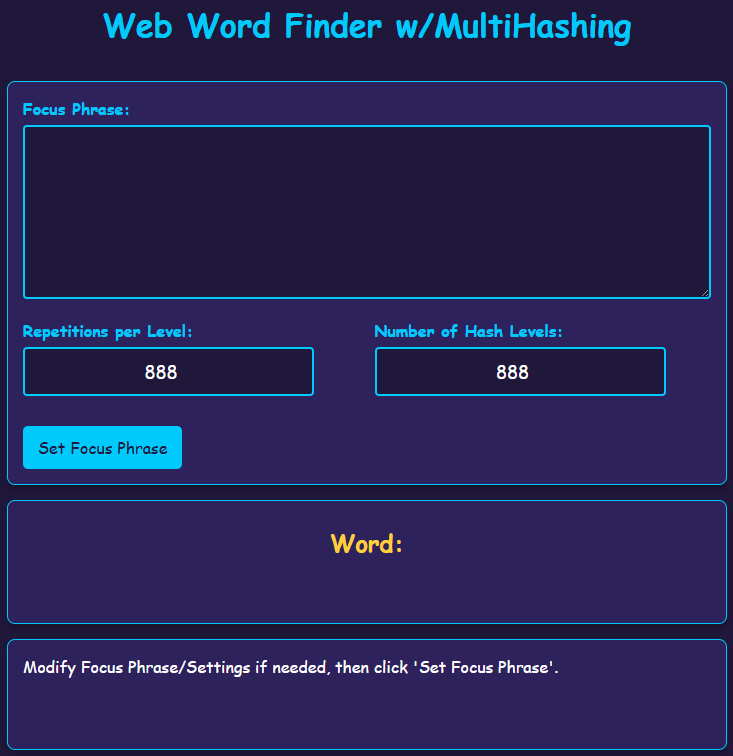 Web Word Finder w/MultiHashing
Focus Phrase:
Repetitions per Level:
Number of Hash Levels:
888
888
Set Focus Phrase
Word:
Modify Focus Phrase/Settings if needed, then click 'Set Focus Phrase'.